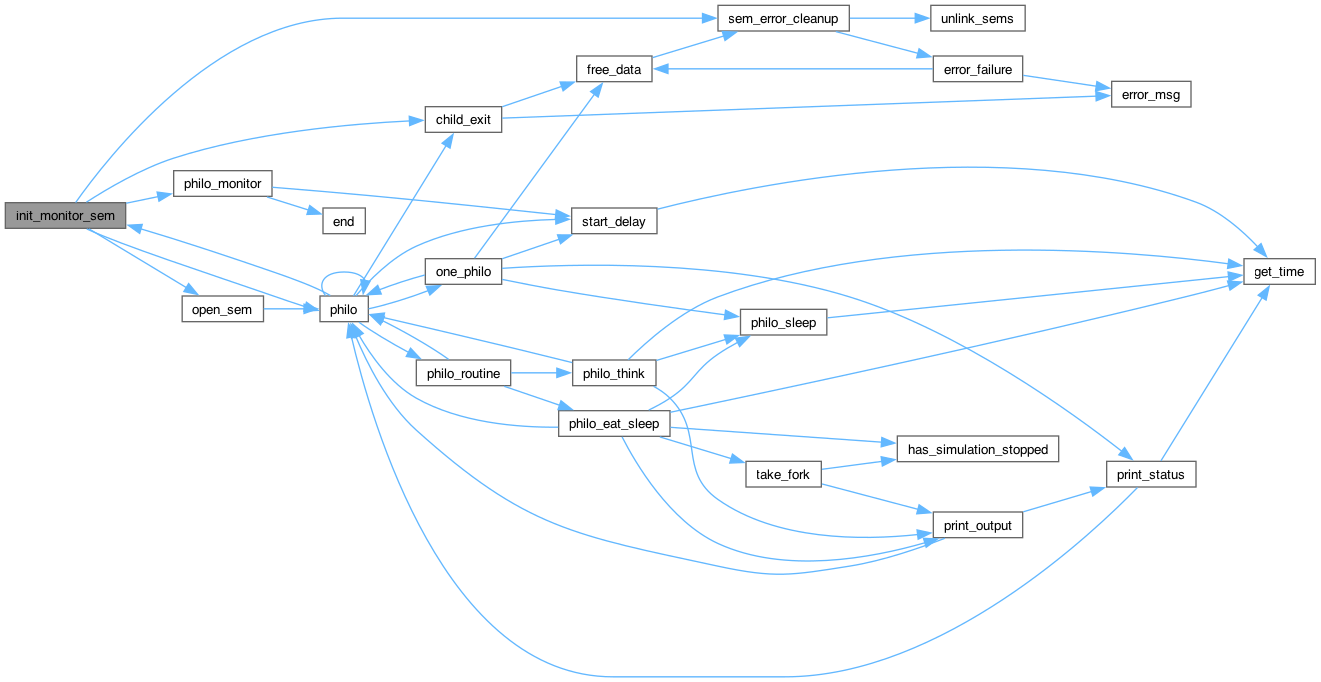 init_monitor_sem
sem_error_cleanup
unlink_sems
free_data
error_failure
error_msg
child_exit
philo_monitor
end
start_delay
one_philo
get_time
open_sem
philo
philo_sleep
philo_routine
philo_think
philo_eat_sleep
has_simulation_stopped
take_fork
print_status
print_output